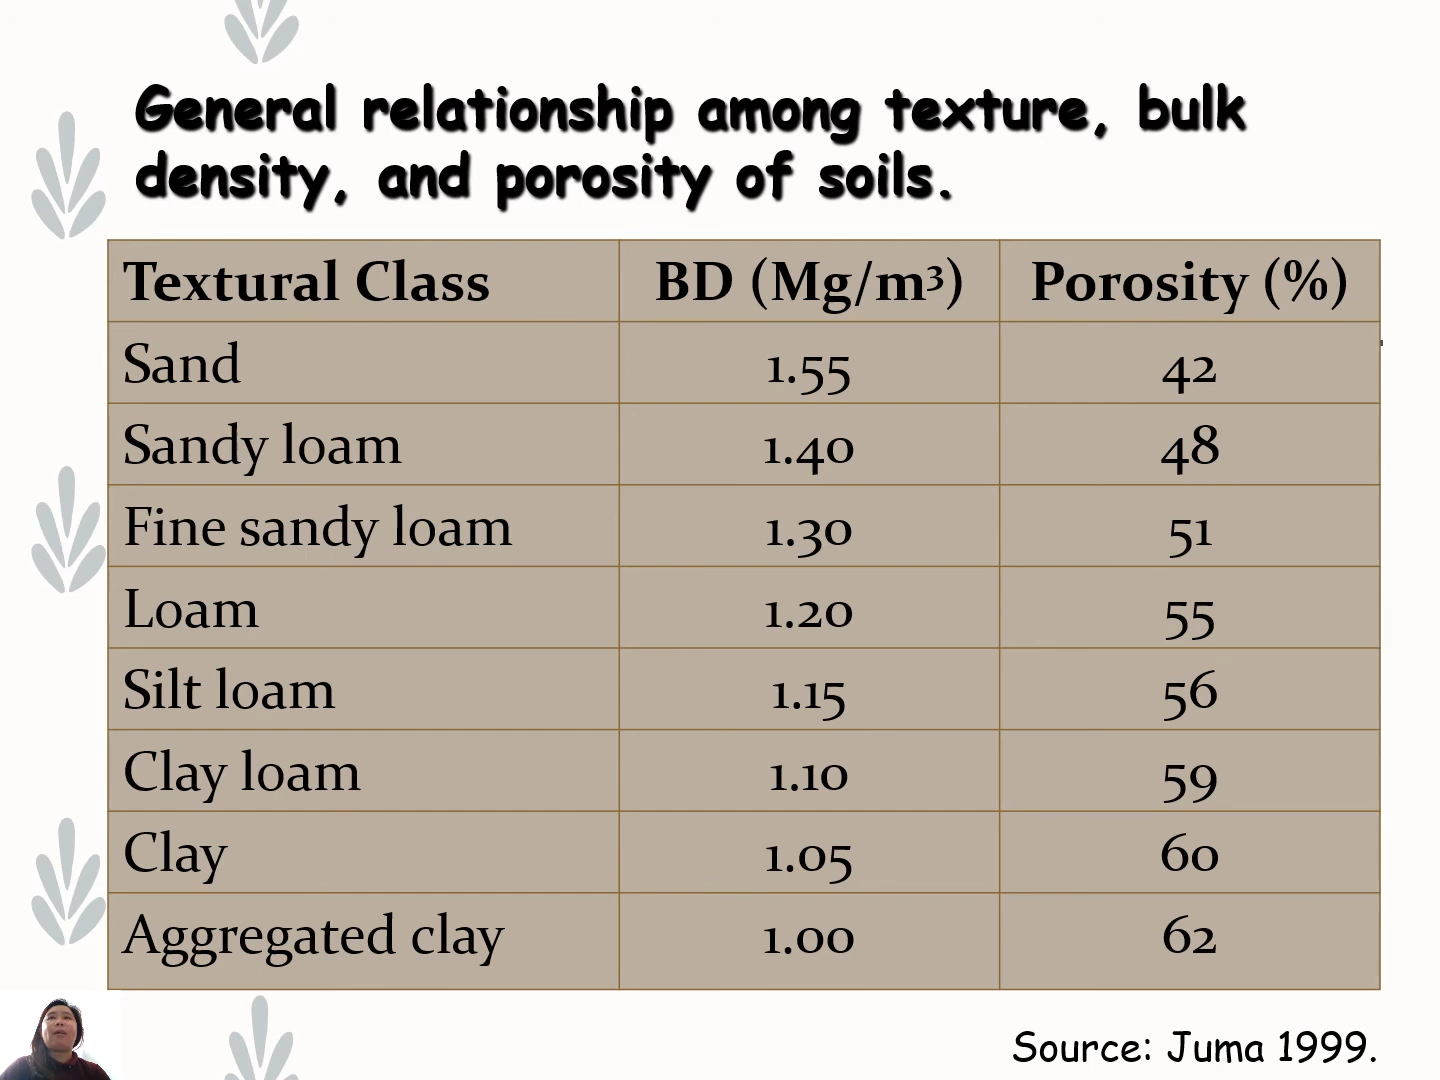 General relationship among texture, bulk
density, and porosity of soils.
Textural Class BD (Mg/m³) Porosity (%)
Sand 1.55 42
Sandy loam 1.40 48
Fine sandy loam 1.30 51
Loam 1.20 55
Silt loam 1.15 56
Clay loam 1.10 59
Clay 1.05 60
Aggregated clay 1.00 62
Source: Juma 1999.